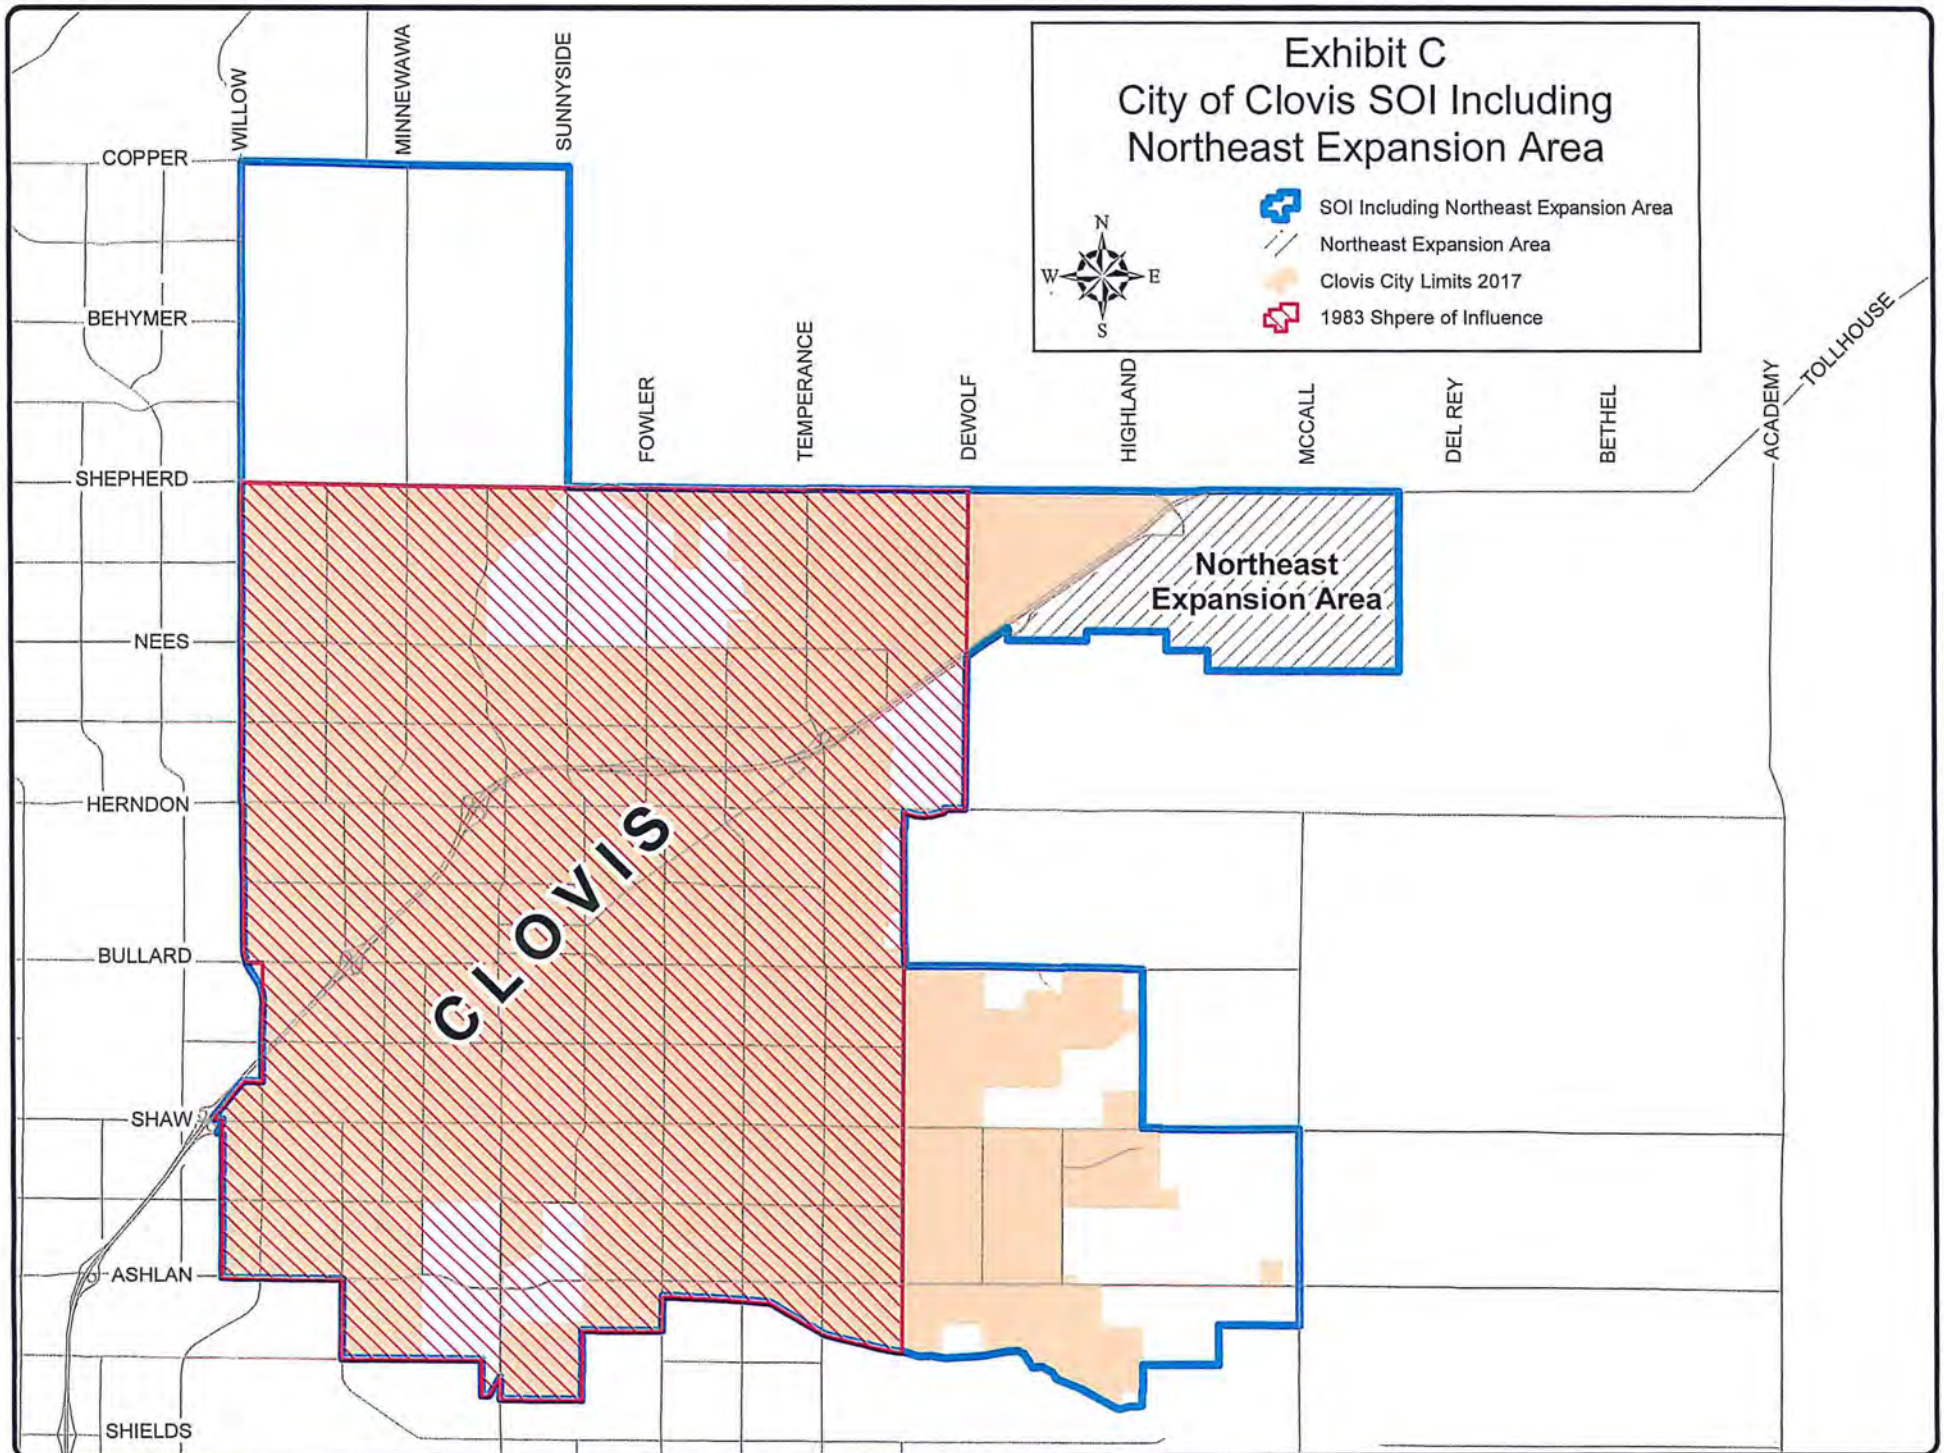 Exhibit C
City of Clovis SOI Including
Northeast Expansion Area
SOI Including Northeast Expansion Area
Northeast Expansion Area
Clovis City Limits 2017
1983 Shpere of Influence
N
W
E
S
WILLOW
MINNEWAWA
SUNNYSIDE
FOWLER
TEMPERANCE
DEWOLF
HIGHLAND
MCCALL
DEL REY
BETHEL
ACADEMY
TOLLHOUSE
COPPER
BEHYMER
SHEPHERD
NEES
HERNDON
BULLARD
SHAW
ASHLAN
SHIELDS
Northeast
Expansion Area
CLOVIS